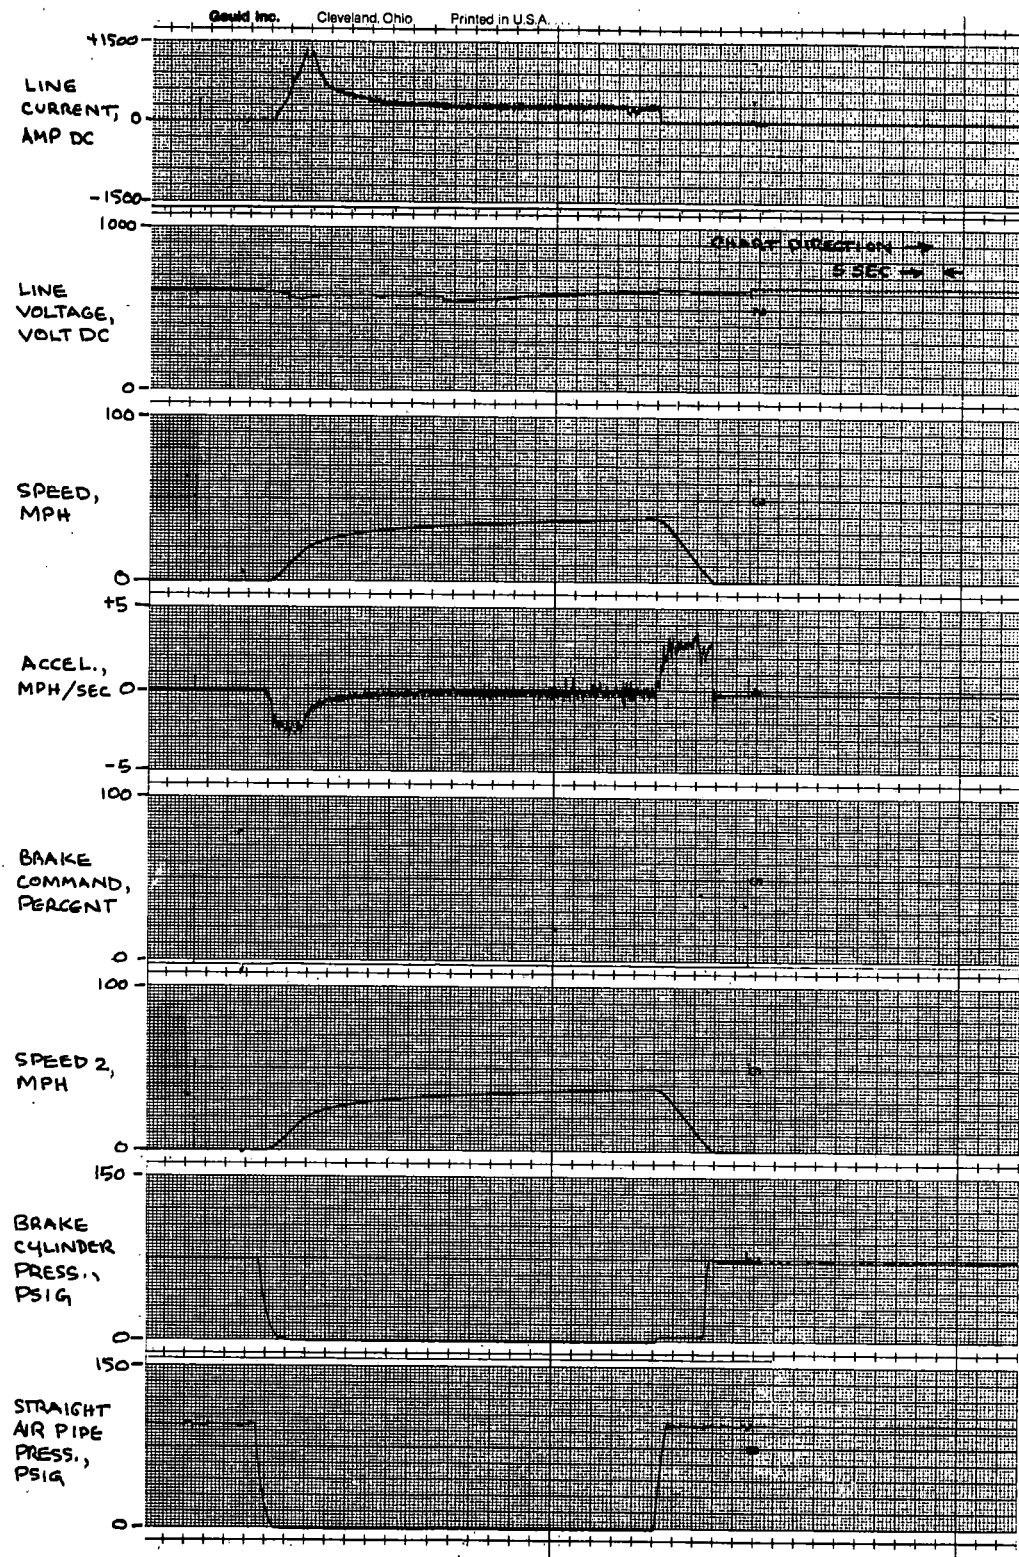 Gould Inc. Cleveland, Ohio Printed in U.S.A.
+1500
LINE
CURRENT,
AMP DC
0
-1500
CHART DIRECTION →
5 SEC → ←
1000
LINE
VOLTAGE,
VOLT DC
2
0
100
SPEED,
MPH
0
+5
ACCEL.,
MPH/SEC
0
-5
100
BRAKE
COMMAND,
PERCENT
0
100
SPEED 2,
MPH
0
150
BRAKE
CYLINDER
PRESS.,
PSIG
0
150
STRAIGHT
AIR PIPE
PRESS.,
PSIG
0